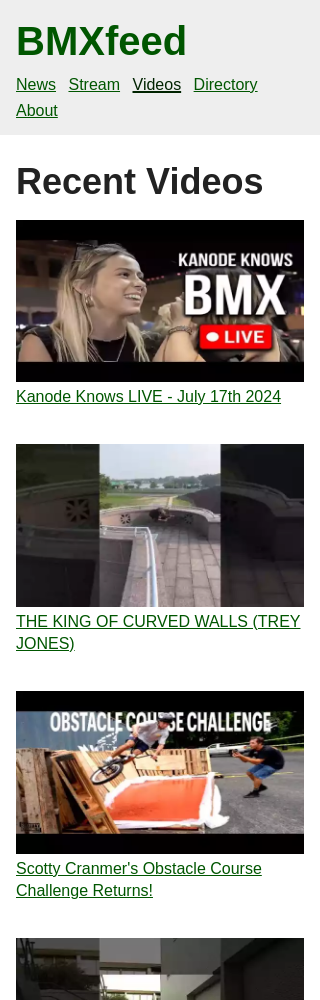 BMXfeed
News Stream Videos Directory
About
Recent Videos
KANODE KNOWS
BMX
LIVE
Kanode Knows LIVE - July 17th 2024
THE KING OF CURVED WALLS (TREY
JONES)
OBSTACLE COURSE CHALLENGE
Scotty Cranmer's Obstacle Course
Challenge Returns!